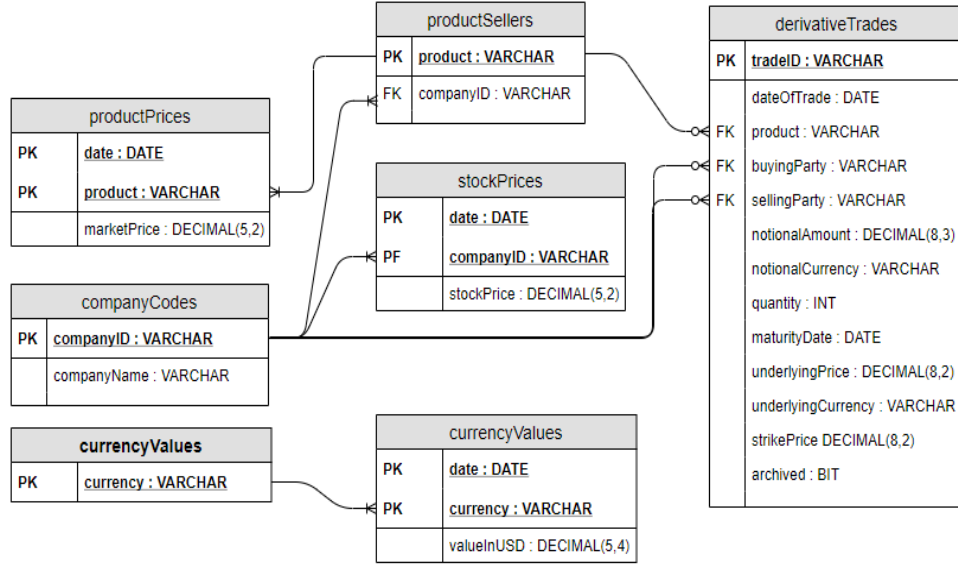 productSellers
PK product : VARCHAR
FK companyID : VARCHAR
derivativeTrades
PK tradeID : VARCHAR
dateOfTrade : DATE
FK product : VARCHAR
FK buyingParty : VARCHAR
FK sellingParty : VARCHAR
notionalAmount : DECIMAL(8,3)
notionalCurrency : VARCHAR
quantity : INT
maturityDate : DATE
underlyingPrice : DECIMAL(8,2)
underlyingCurrency : VARCHAR
strikePrice DECIMAL(8,2)
archived : BIT
productPrices
PK date : DATE
PK product : VARCHAR
marketPrice : DECIMAL(5,2)
stockPrices
PK date : DATE
PF companyID : VARCHAR
stockPrice : DECIMAL(5,2)
companyCodes
PK companyID : VARCHAR
companyName : VARCHAR
currencyValues
PK currency : VARCHAR
currencyValues
PK date : DATE
PK currency : VARCHAR
valueInUSD : DECIMAL(5,4)